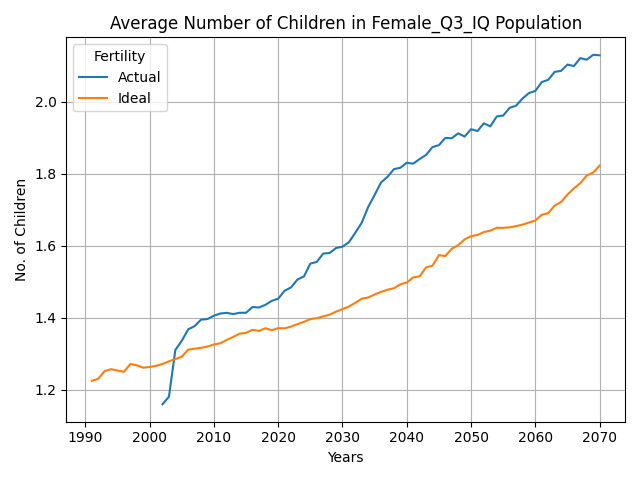 Average Number of Children in Female_Q3_IQ Population
Fertility
Actual
Ideal
No. of Children
2.0
1.8
1.6
1.4
1.2
1990 2000 2010 2020 2030 2040 2050 2060 2070
Years